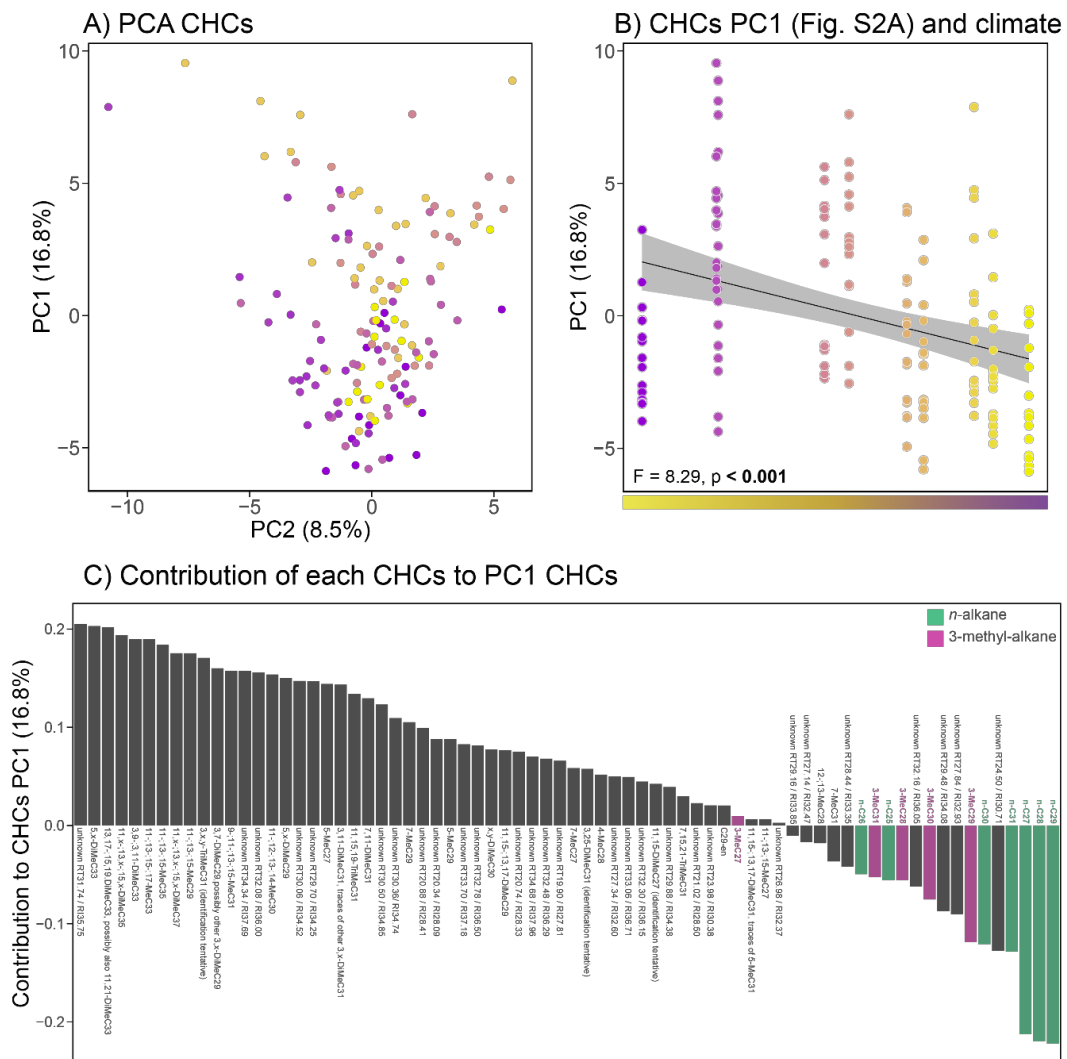 A) PCA CHCs
B) CHCs PC1 (Fig. S2A) and climate
10
5
0
−5
PC1 (16.8%)
−10
−5
0
5
PC2 (8.5%)
10
5
0
−5
PC1 (16.8%)
F = 8.29, p < 0.001
C) Contribution of each CHCs to PC1 CHCs
n-alkane
3-methyl-alkane
Contribution to CHCs PC1 (16.8%)
0.2
0.1
0.0
−0.1
−0.2
unknown RT31.74 / RI35.75
5,x-DiMeC33
13,17-,15,19 DiMeC33, possibly also 11,21-DiMeC33
11,x-,13,x-,15,x-DiMeC35
3,9-;3,11-DiMeC33
11-;13-;15-;17-MeC33
11-;13-;15-MeC35
11,x-;13,x-;15,x-DiMeC37
11-;13-;15-MeC29
3,x,y-TriMeC31 (identification tentative)
3,7-DiMeC29 possibly other 3,x-DiMeC29
9-;11-;13-;15-MeC31
unknown RT34.34 / RI37.69
unknown RT32.08 / RI36.00
11-;12-;13-;14-MeC30
5,x-DiMeC29
unknown RT30.06 / RI34.52
unknown RT29.70 / RI34.25
5-MeC27
3,11-DiMeC31, traces of other 3,x-DiMeC31
11,15,19-TriMeC31
7,11-DiMeC31
unknown RT30.50 / RI34.85
unknown RT30.36/ RI34.74
7-MeC29
unknown RT20.88 / RI28.41
unknown RT20.34 / RI28.09
5-MeC29
unknown RT33.70 / RI37.18
unknown RT32.78 / RI36.50
x,y-DiMeC30
11,15-;13,17-DiMeC29
unknown RT20.74 / RI28.33
unknown RT34.68 / RI37.96
unknown RT32.48 / RI36.29
unknown RT19.90 / RI27.81
7-MeC27
3,25-DiMeC31 (identification tentative)
4-MeC28
unknown RT27.34 / RI32.60
unknown RT33.06 / RI36.71
unknown RT32.30 / RI36.15
11,15-DiMeC27 (identification tentative)
unknown RT29.88 / RI34.38
7,15,21-TriMeC31
unknown RT21.02 / RI28.50
unknown RT23.98 / RI30.38
C29-en
3-MeC27
11,15-;13,17-DiMeC31, traces of 5-MeC31
11-;13-;15-MeC27
unknown RT26.98 / RI32.37
unknown RT29.16 / RI33.85
unknown RT27.14 / RI32.47
12-;13-MeC28
7-MeC31
unknown RT28.44 / RI33.35
n-C26
3-MeC31
n-C25
3-MeC28
unknown RT32.16 / RI36.05
3-MeC30
unknown RT29.48 / RI34.08
unknown RT27.84 / RI32.93
3-MeC29
n-C30
unknown RT24.50 / RI30.71
n-C31
n-C27
n-C28
n-C29